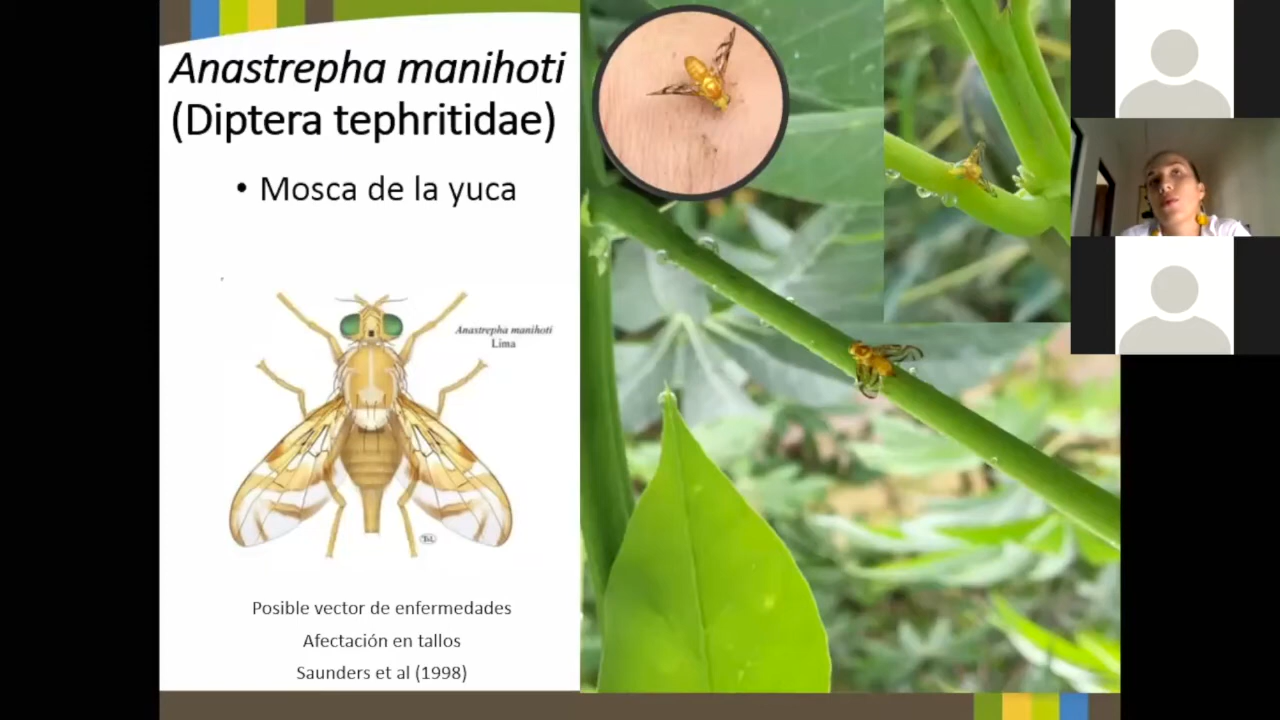 Anastrepha manihoti
(Diptera tephritidae)
• Mosca de la yuca
Anastrepha manihoti
Lima
Posible vector de enfermedades
Afectación en tallos
Saunders et al (1998)